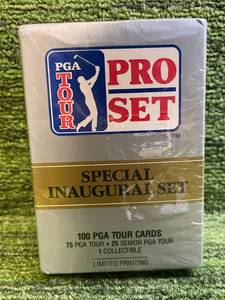 PGA
TOUR
PRO
SET
TM
SPECIAL
INAUGURAL SET
100 PGA TOUR CARDS
75 PGA TOUR • 25 SENIOR PGA TOUR
1 COLLECTIBLE
LIMITED PRINTING